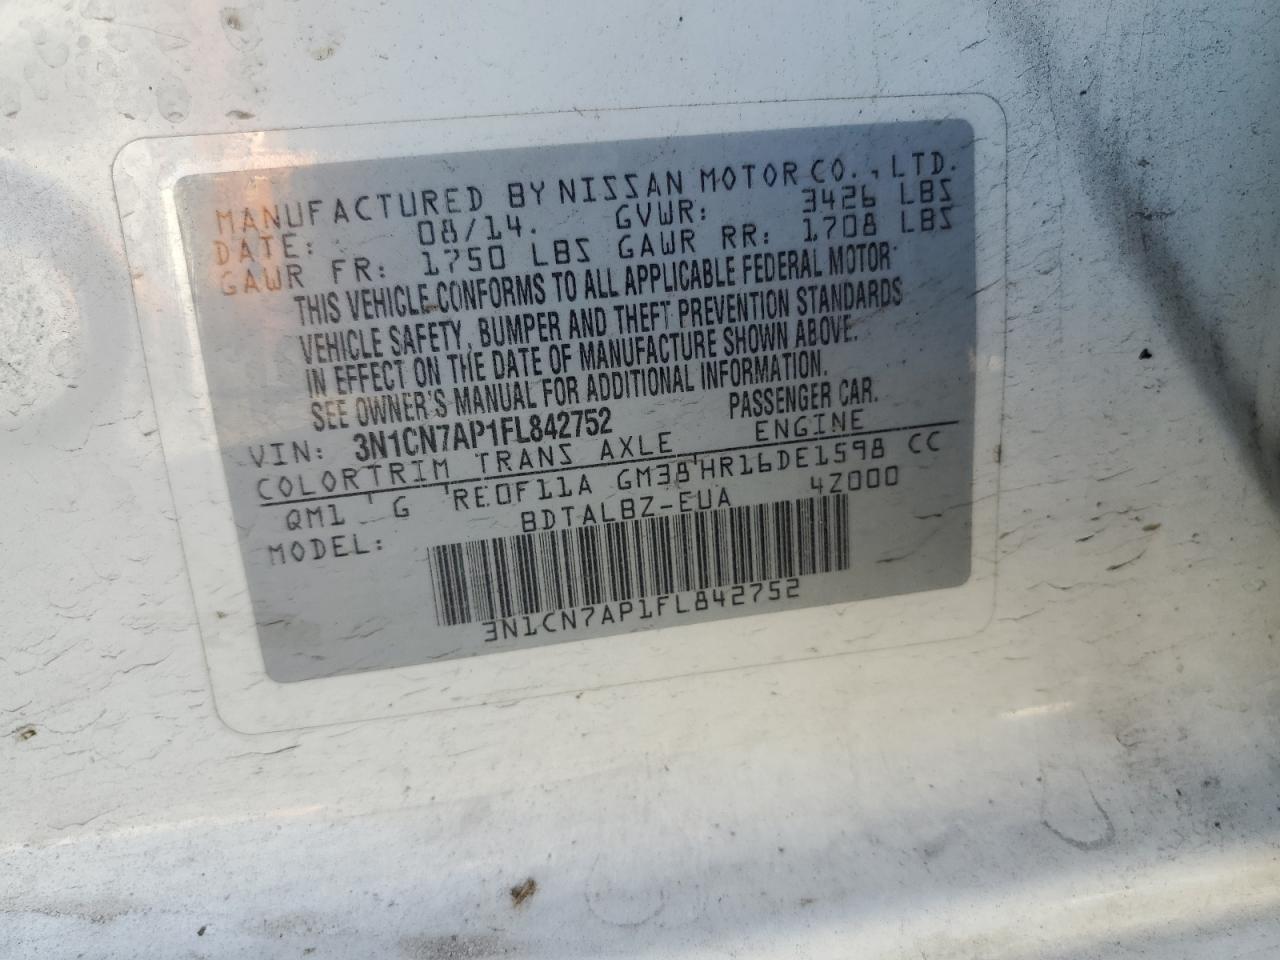 MANUFACTURED BY NISSAN MOTOR CO., LTD.
DATE: 08/14. GVWR: 3426 LBS
GAWR FR: 1750 LBS GAWR RR: 1708 LBS
THIS VEHICLE CONFORMS TO ALL APPLICABLE FEDERAL MOTOR
VEHICLE SAFETY, BUMPER AND THEFT PREVENTION STANDARDS
IN EFFECT ON THE DATE OF MANUFACTURE SHOWN ABOVE.
SEE OWNER'S MANUAL FOR ADDITIONAL INFORMATION.
VIN: 3N1CN7AP1FL842752 PASSENGER CAR.
COLORTRIM TRANS AXLE ENGINE
QM1 G RE0F11A GM38 HR16DE1598 CC
MODEL: BDTALBZ-EUA 4Z000
3N1CN7AP1FL842752